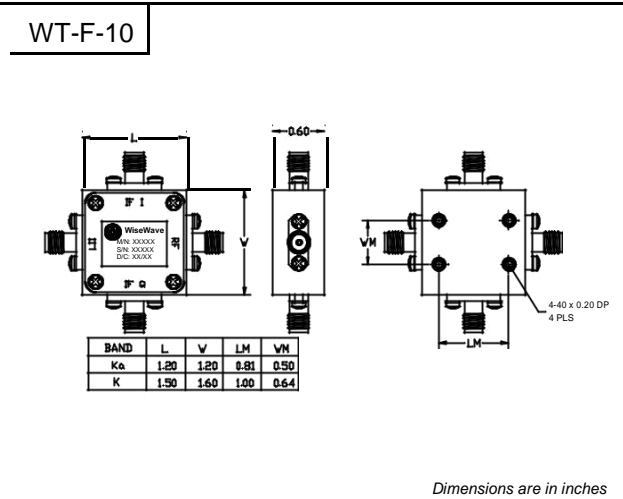 WT-F-10
L
0.60
IF I
WiseWave
M/N: XXXXX
S/N: XXXXX
D/C: XX/XX
LO
RF
IF Q
W
WM
4-40 x 0.20 DP
4 PLS
LM
BAND L W LM WM
Ka 1.20 1.20 0.81 0.50
K 1.50 1.60 1.00 0.64
Dimensions are in inches